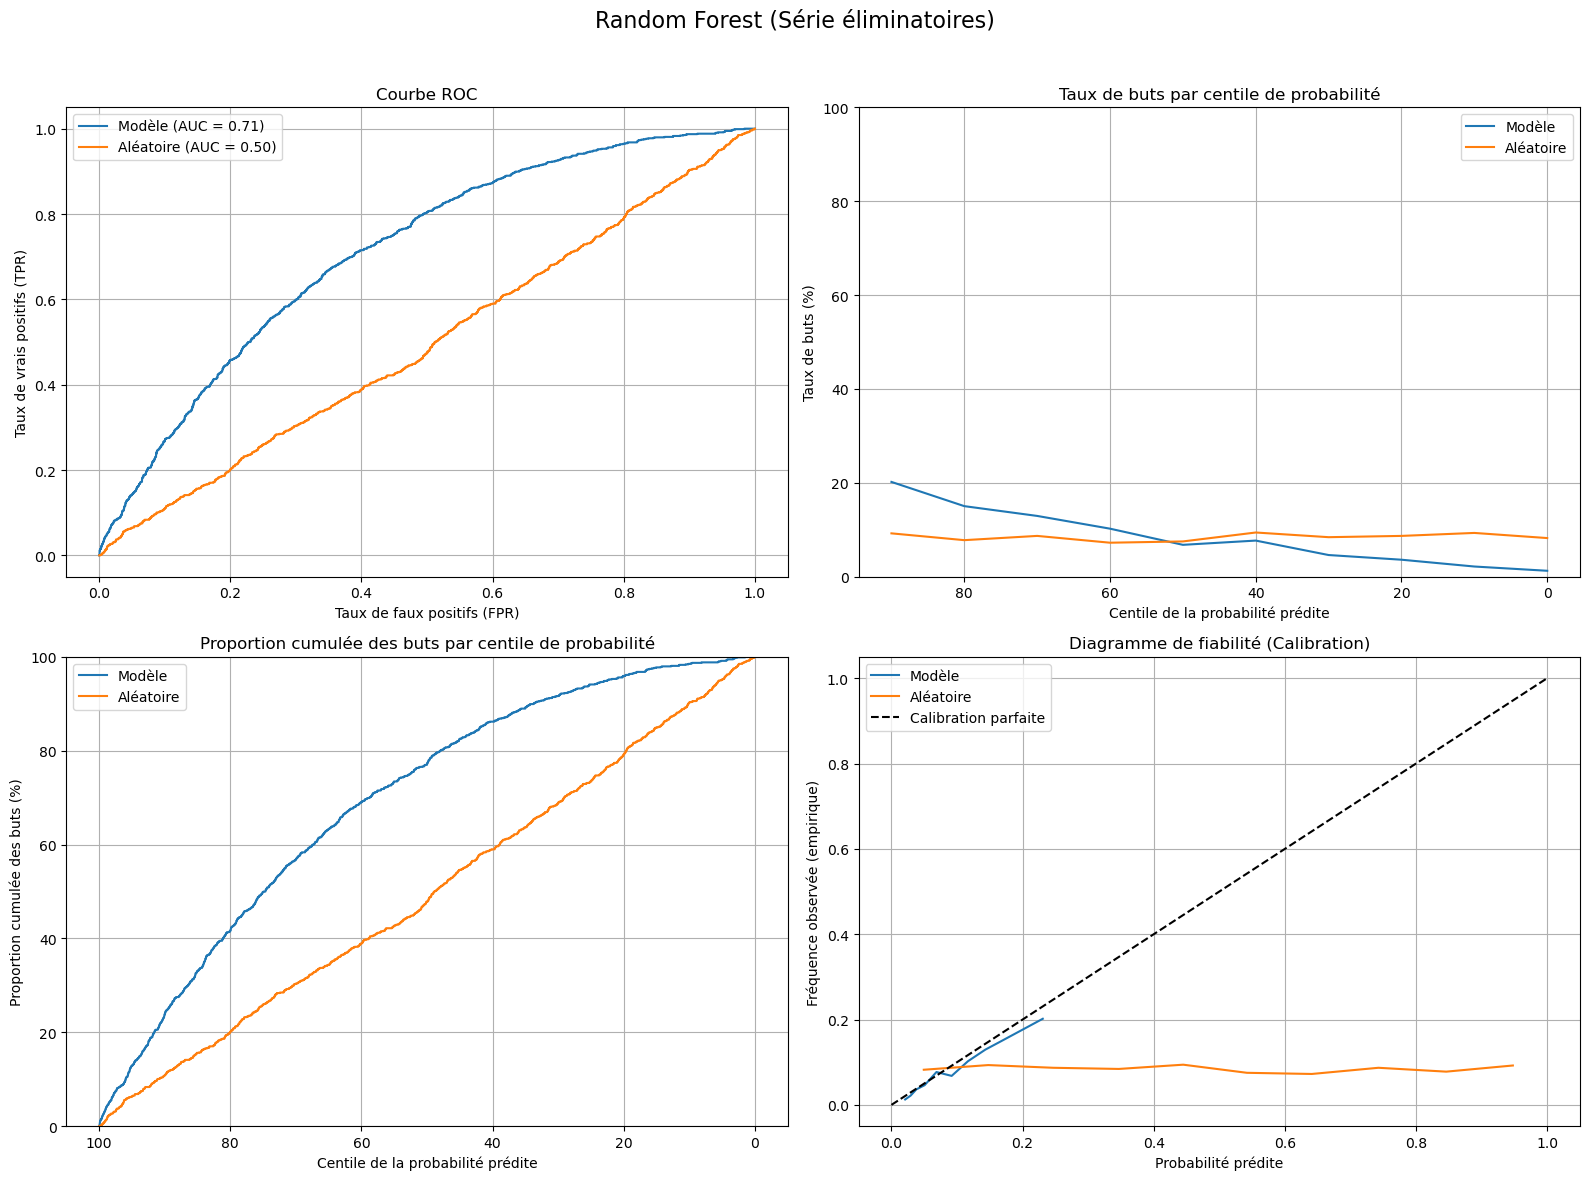 Random Forest (Série éliminatoires)
Courbe ROC
Modèle (AUC = 0.71)
Aléatoire (AUC = 0.50)
Taux de vrais positifs (TPR)
1.0
0.8
0.6
0.4
0.2
0.0
0.0 0.2 0.4 0.6 0.8 1.0
Taux de faux positifs (FPR)
Taux de buts par centile de probabilité
Modèle
Aléatoire
Taux de buts (%)
100
80
60
40
20
0
80 60 40 20 0
Centile de la probabilité prédite
Proportion cumulée des buts par centile de probabilité
Modèle
Aléatoire
Proportion cumulée des buts (%)
100
80
60
40
20
0
100 80 60 40 20 0
Centile de la probabilité prédite
Diagramme de fiabilité (Calibration)
Modèle
Aléatoire
Calibration parfaite
Fréquence observée (empirique)
1.0
0.8
0.6
0.4
0.2
0.0
0.0 0.2 0.4 0.6 0.8 1.0
Probabilité prédite